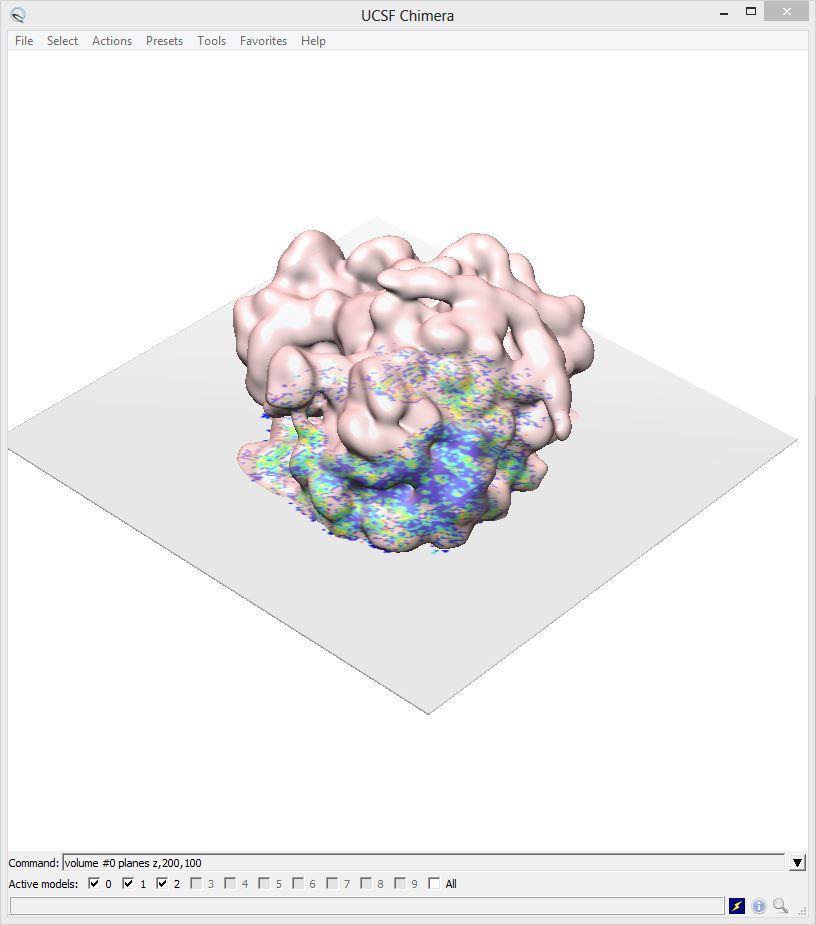 UCSF Chimera
File Select Actions Presets Tools Favorites Help
Command: volume #0 planes z,200,100
Active models: 0 1 2 3 4 5 6 7 8 9 All